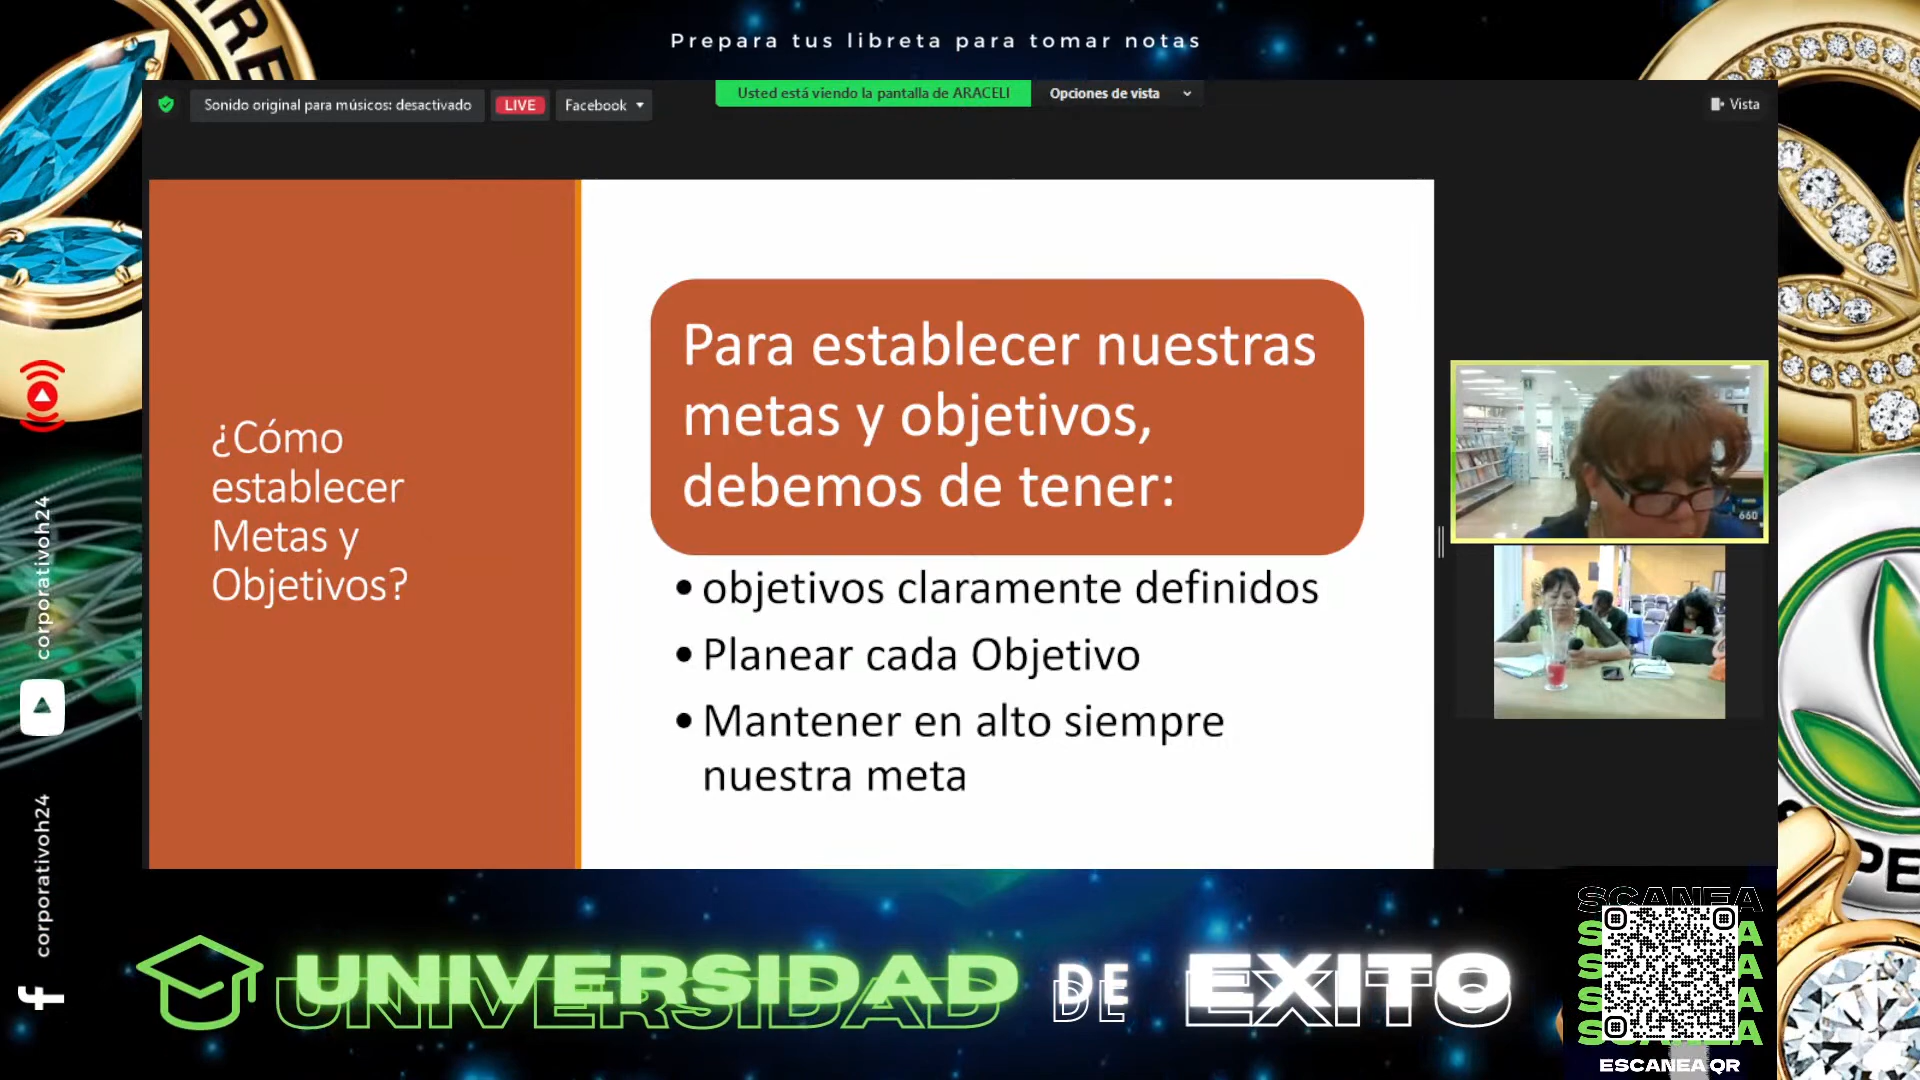 Prepara tus libreta para tomar notas
Sonido original para músicos: desactivado
LIVE
Facebook
Usted está viendo la pantalla de ARACELI
Opciones de vista
Vista
¿Cómo
establecer
Metas y
Objetivos?
Para establecer nuestras
metas y objetivos,
debemos de tener:
• objetivos claramente definidos
• Planear cada Objetivo
• Mantener en alto siempre
nuestra meta
660
corporativoh24
corporativoh24
UNIVERSIDAD DE EXITO
SCANEA
ESCANEA QR